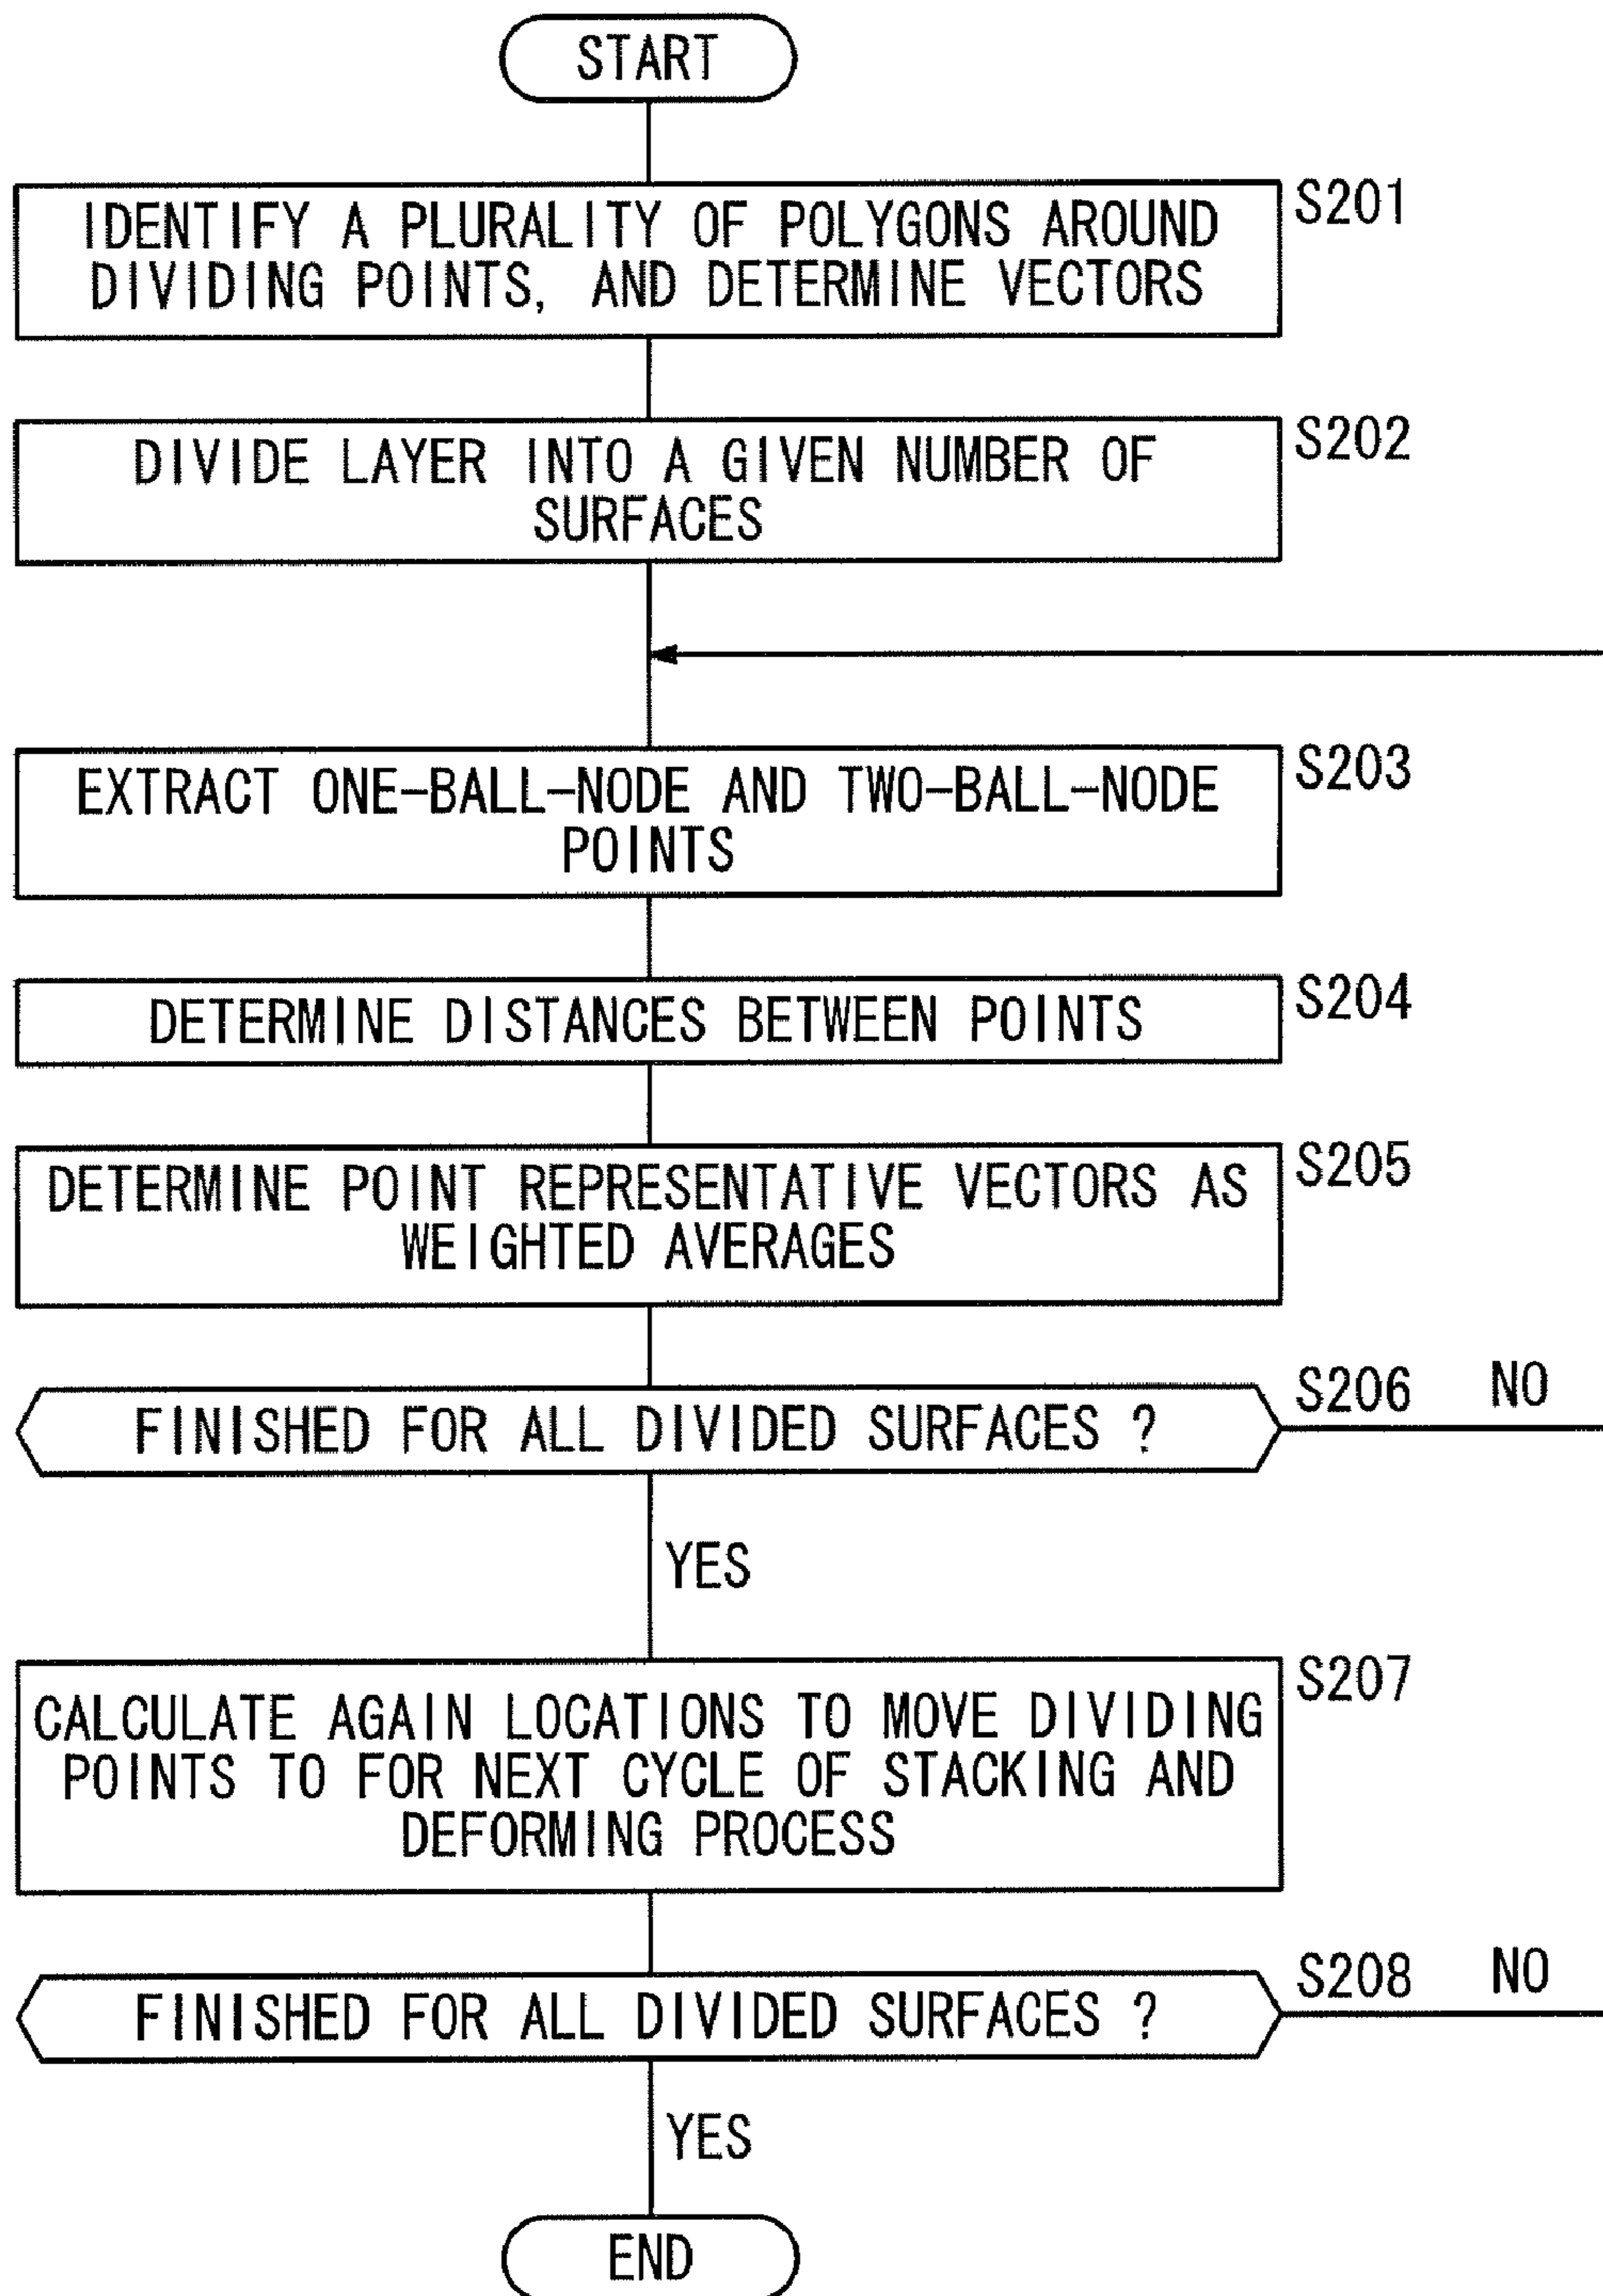 START
IDENTIFY A PLURALITY OF POLYGONS AROUND
DIVIDING POINTS, AND DETERMINE VECTORS
S201
DIVIDE LAYER INTO A GIVEN NUMBER OF
SURFACES
S202
EXTRACT ONE-BALL-NODE AND TWO-BALL-NODE
POINTS
S203
DETERMINE DISTANCES BETWEEN POINTS
S204
DETERMINE POINT REPRESENTATIVE VECTORS AS
WEIGHTED AVERAGES
S205
FINISHED FOR ALL DIVIDED SURFACES ?
S206
NO
YES
CALCULATE AGAIN LOCATIONS TO MOVE DIVIDING
POINTS TO FOR NEXT CYCLE OF STACKING AND
DEFORMING PROCESS
S207
FINISHED FOR ALL DIVIDED SURFACES ?
S208
NO
YES
END